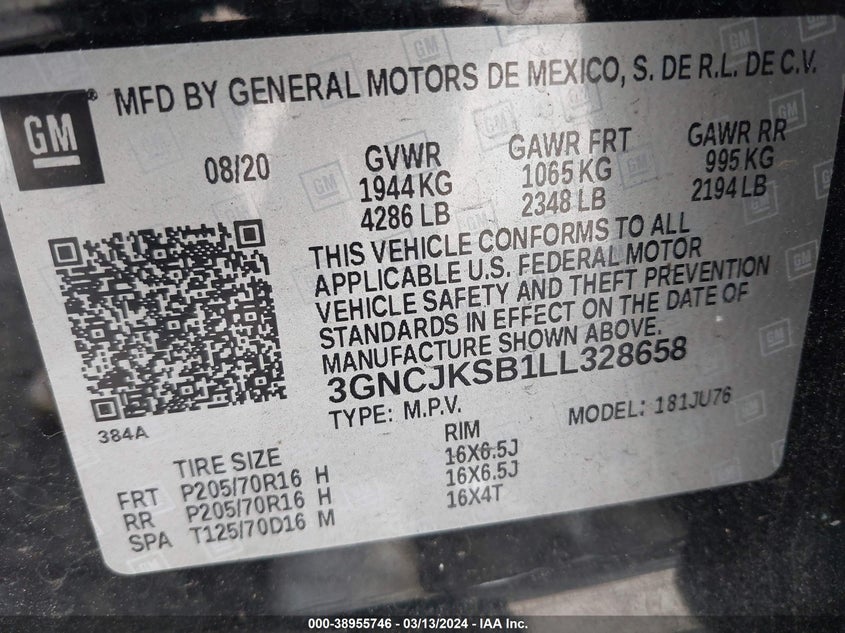 MFD BY GENERAL MOTORS DE MEXICO, S. DE R.L. DE C.V.
GM®
08/20
GVWR GAWR FRT GAWR RR
1944 KG 1065 KG 995 KG
4286 LB 2348 LB 2194 LB
THIS VEHICLE CONFORMS TO ALL
APPLICABLE U.S. FEDERAL MOTOR
VEHICLE SAFETY AND THEFT PREVENTION
STANDARDS IN EFFECT ON THE DATE OF
MANUFACTURE SHOWN ABOVE.
3GNCJKSB1LL328658
TYPE: M.P.V. MODEL: 181JU76
384A
TIRE SIZE RIM
FRT P205/70R16 H 16X6.5J
RR P205/70R16 H 16X6.5J
SPA T125/70D16 M 16X4T
000-38955746 - 03/13/2024 - IAA Inc.